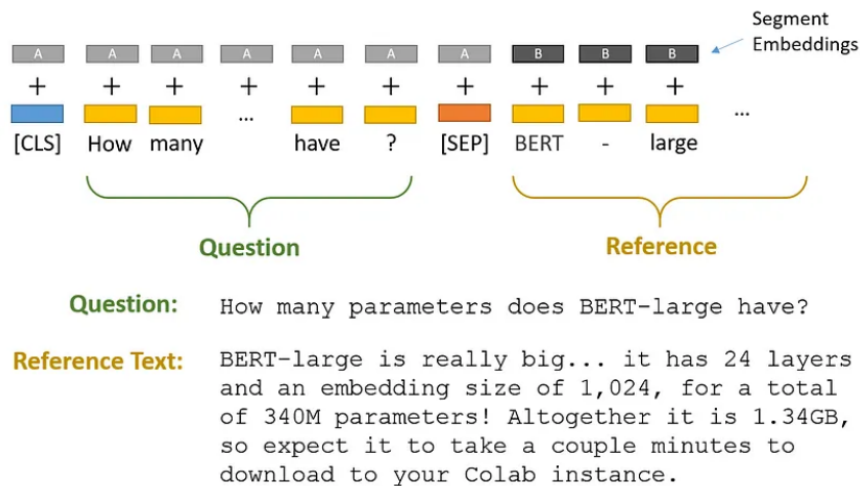 Segment
Embeddings
A A A A A A A B B B
+ + + + + + + + + +
... ...
[CLS] How many have ? [SEP] BERT - large
Question Reference
Question: How many parameters does BERT-large have?
Reference Text: BERT-large is really big... it has 24 layers
and an embedding size of 1,024, for a total
of 340M parameters! Altogether it is 1.34GB,
so expect it to take a couple minutes to
download to your Colab instance.